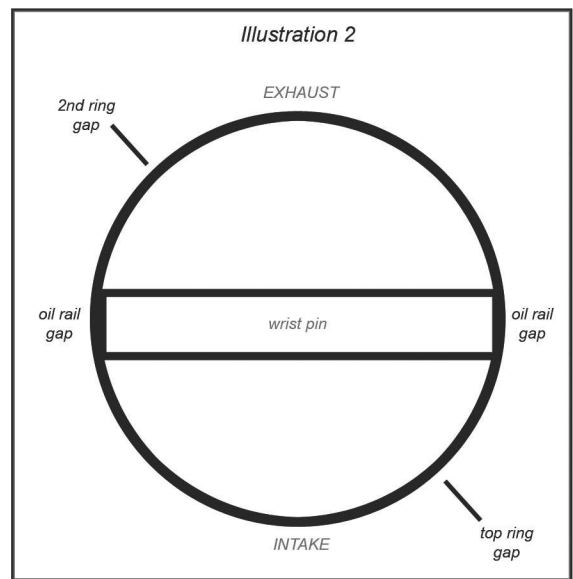 Illustration 2
EXHAUST
2nd ring
gap
oil rail
gap
wrist pin
oil rail
gap
top ring
gap
INTAKE